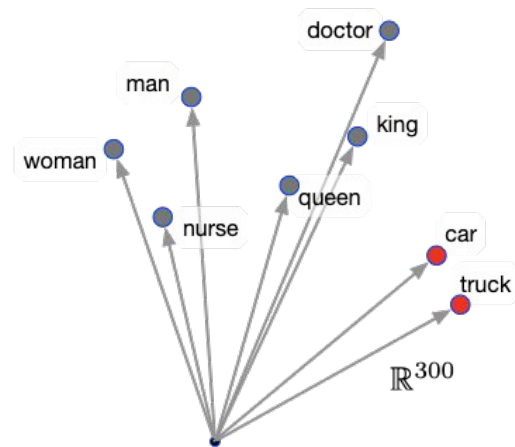 doctor
man
king
woman
queen
nurse
car
truck
ℝ³⁰⁰